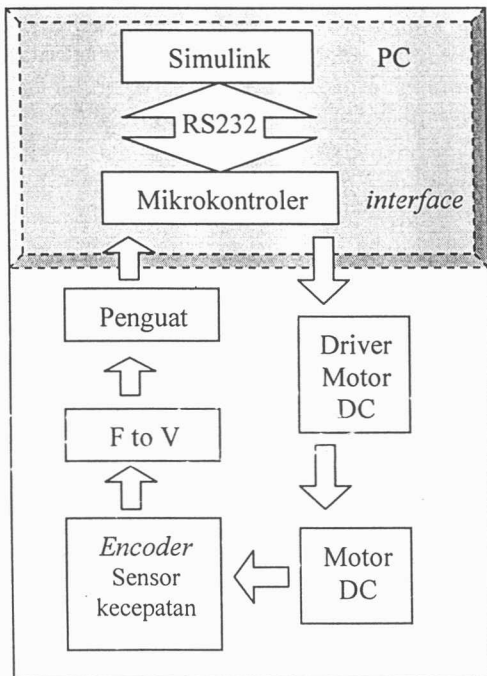 Simulink
PC
RS232
Mikrokontroler
interface
Penguat
Driver
Motor
DC
F to V
Encoder
Sensor
kecepatan
Motor
DC